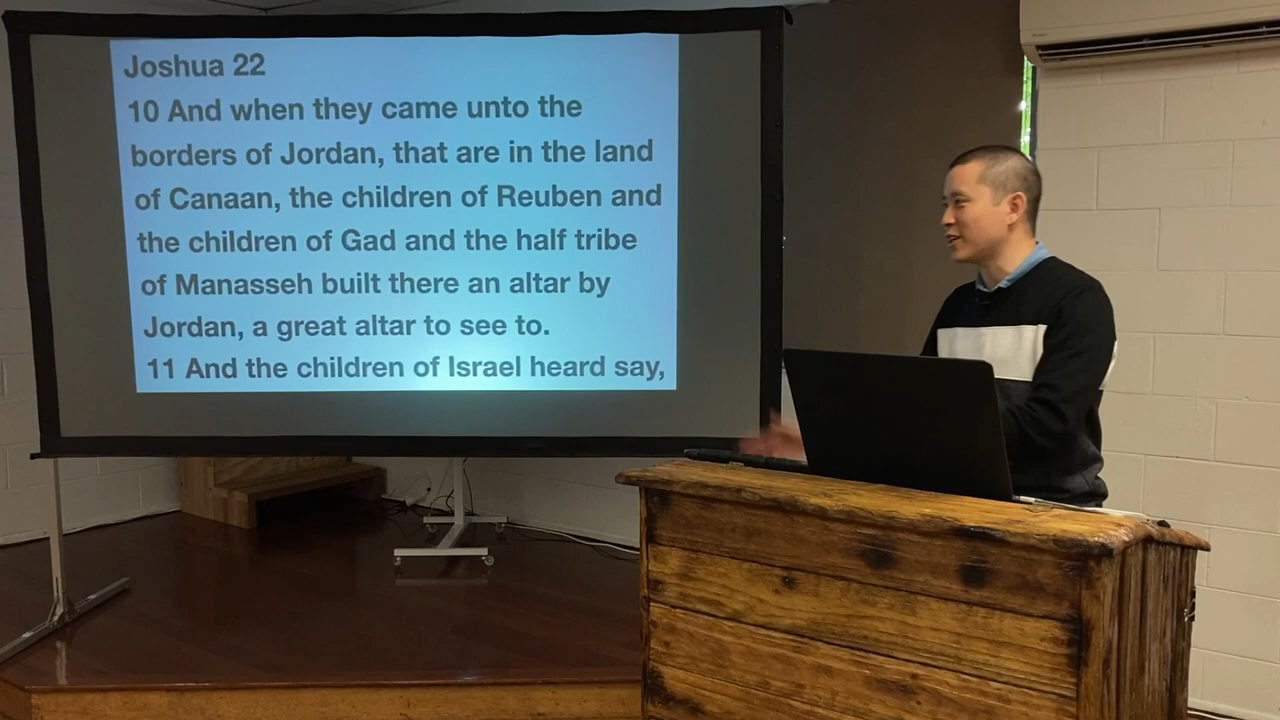 Joshua 22
10 And when they came unto the
borders of Jordan, that are in the land
of Canaan, the children of Reuben and
the children of Gad and the half tribe
of Manasseh built there an altar by
Jordan, a great altar to see to.
11 And the children of Israel heard say,